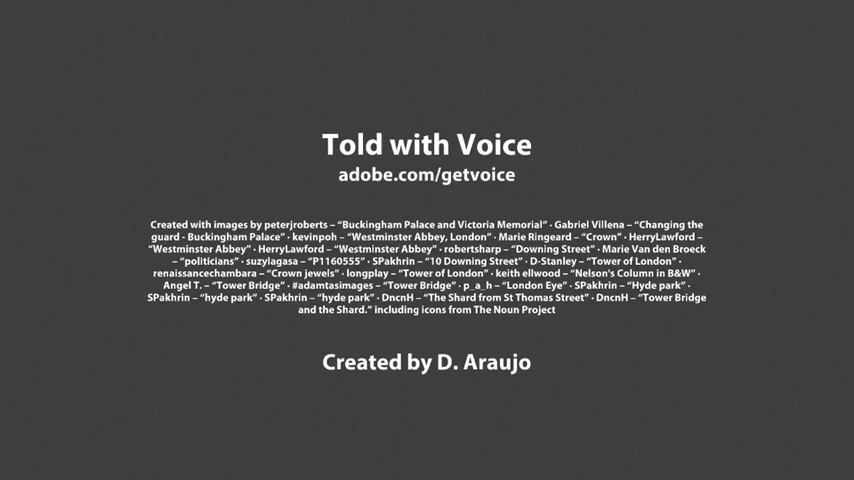 Told with Voice
adobe.com/getvoice
Created with images by peterjroberts – “Buckingham Palace and Victoria Memorial” · Gabriel Villena – “Changing the
guard - Buckingham Palace” · kevinpoh – “Westminster Abbey, London” · Marie Ringeard – “Crown” · HerryLawford –
“Westminster Abbey” · HerryLawford – “Westminster Abbey” · robertsharp – “Downing Street” · Marie Van den Broeck
– “politicians” · suzylagasa – “P1160555” · SPakhrin – “10 Downing Street” · D-Stanley – “Tower of London” ·
renaissancechambara – “Crown jewels” · longplay – “Tower of London” · keith ellwood – “Nelson's Column in B&W” ·
Angel T. – “Tower Bridge” · #adamtasimages – “Tower Bridge” · p_a_h – “London Eye” · SPakhrin – “Hyde park” ·
SPakhrin – “hyde park” · SPakhrin – “hyde park” · DncnH – “The Shard from St Thomas Street” · DncnH – “Tower Bridge
and the Shard.” including icons from The Noun Project
Created by D. Araujo